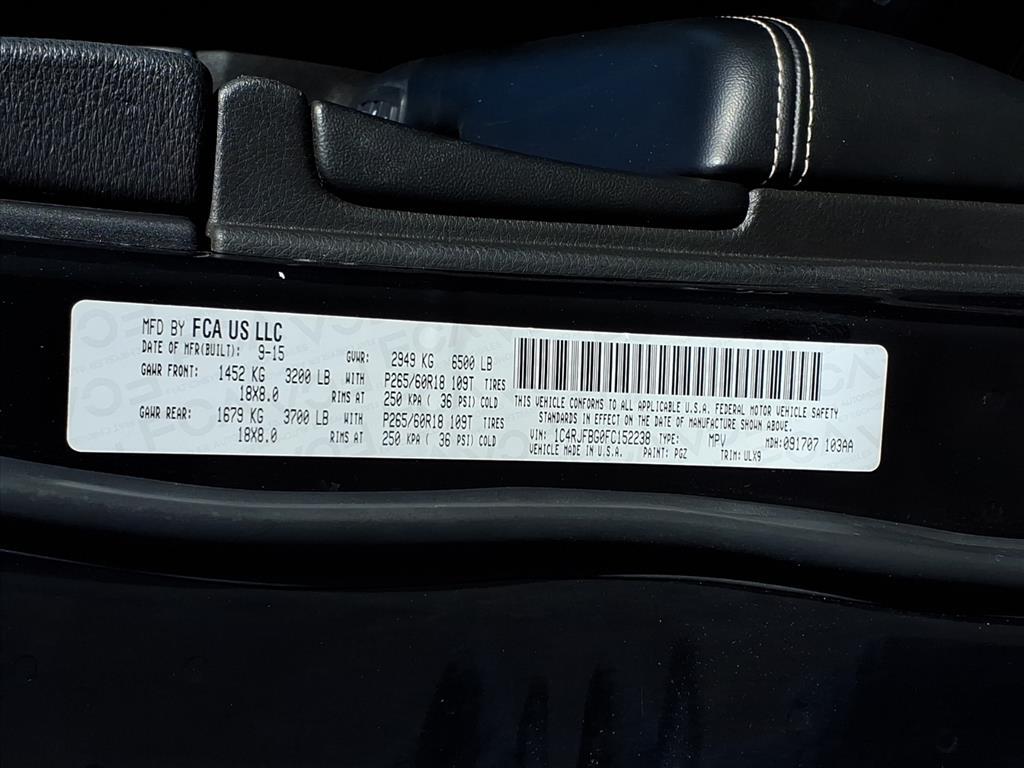 MFD BY FCA US LLC
DATE OF MFR(BUILT): 9-15 GVWR: 2949 KG 6500 LB
GAWR FRONT: 1452 KG 3200 LB WITH P265/60R18 109T TIRES
18X8.0 RIMS AT 250 KPA ( 36 PSI) COLD
GAWR REAR: 1679 KG 3700 LB WITH P265/60R18 109T TIRES
18X8.0 RIMS AT 250 KPA ( 36 PSI) COLD
THIS VEHICLE CONFORMS TO ALL APPLICABLE U.S.A. FEDERAL MOTOR VEHICLE SAFETY
STANDARDS IN EFFECT ON THE DATE OF MANUFACTURE SHOWN ABOVE.
VIN: 1C4RJFBG0FC152238 TYPE: MPV MDH:091707 103AA
VEHICLE MADE IN U.S.A. PAINT: PGZ TRIM: ULX9